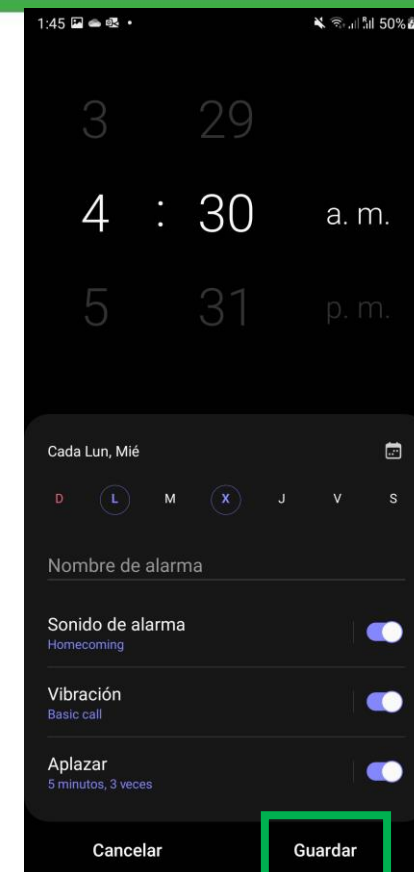 1:45 50%
3 29
4 : 30 a. m.
5 31 p. m.
Cada Lun, Mié
D L M X J V S
Nombre de alarma
Sonido de alarma
Homecoming
Vibración
Basic call
Aplazar
5 minutos, 3 veces
Cancelar Guardar